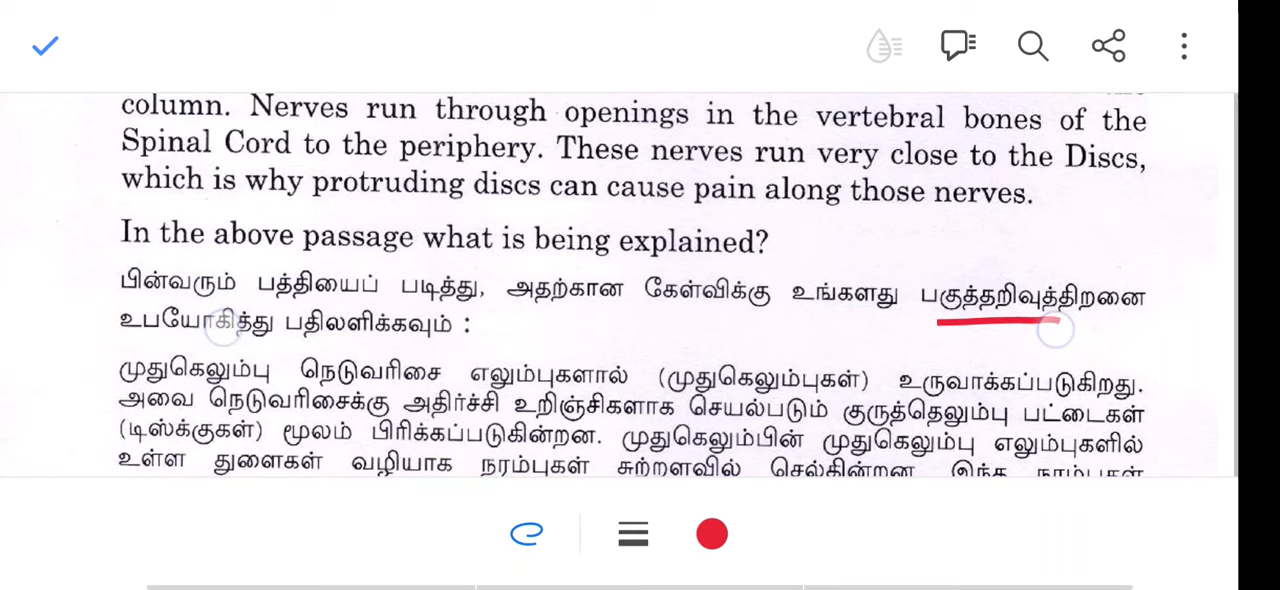 column. Nerves run through openings in the vertebral bones of the
Spinal Cord to the periphery. These nerves run very close to the Discs,
which is why protruding discs can cause pain along those nerves.
In the above passage what is being explained?
பின்வரும் பத்தியைப் படித்து, அதற்கான கேள்விக்கு உங்களது பகுத்தறிவுத்திறனை
உபயோகித்து பதிலளிக்கவும் :
முதுகெலும்பு நெடுவரிசை எலும்புகளால் (முதுகெலும்புகள்) உருவாக்கப்படுகிறது.
அவை நெடுவரிசைக்கு அதிர்ச்சி உறிஞ்சிகளாக செயல்படும் குருத்தெலும்பு பட்டைகள்
(டிஸ்க்குகள்) மூலம் பிரிக்கப்படுகின்றன. முதுகெலும்பின் முதுகெலும்பு எலும்புகளில்
உள்ள துளைகள் வழியாக நரம்புகள் சுற்றளவில் செல்கின்றன இந்த நரம்புகள்